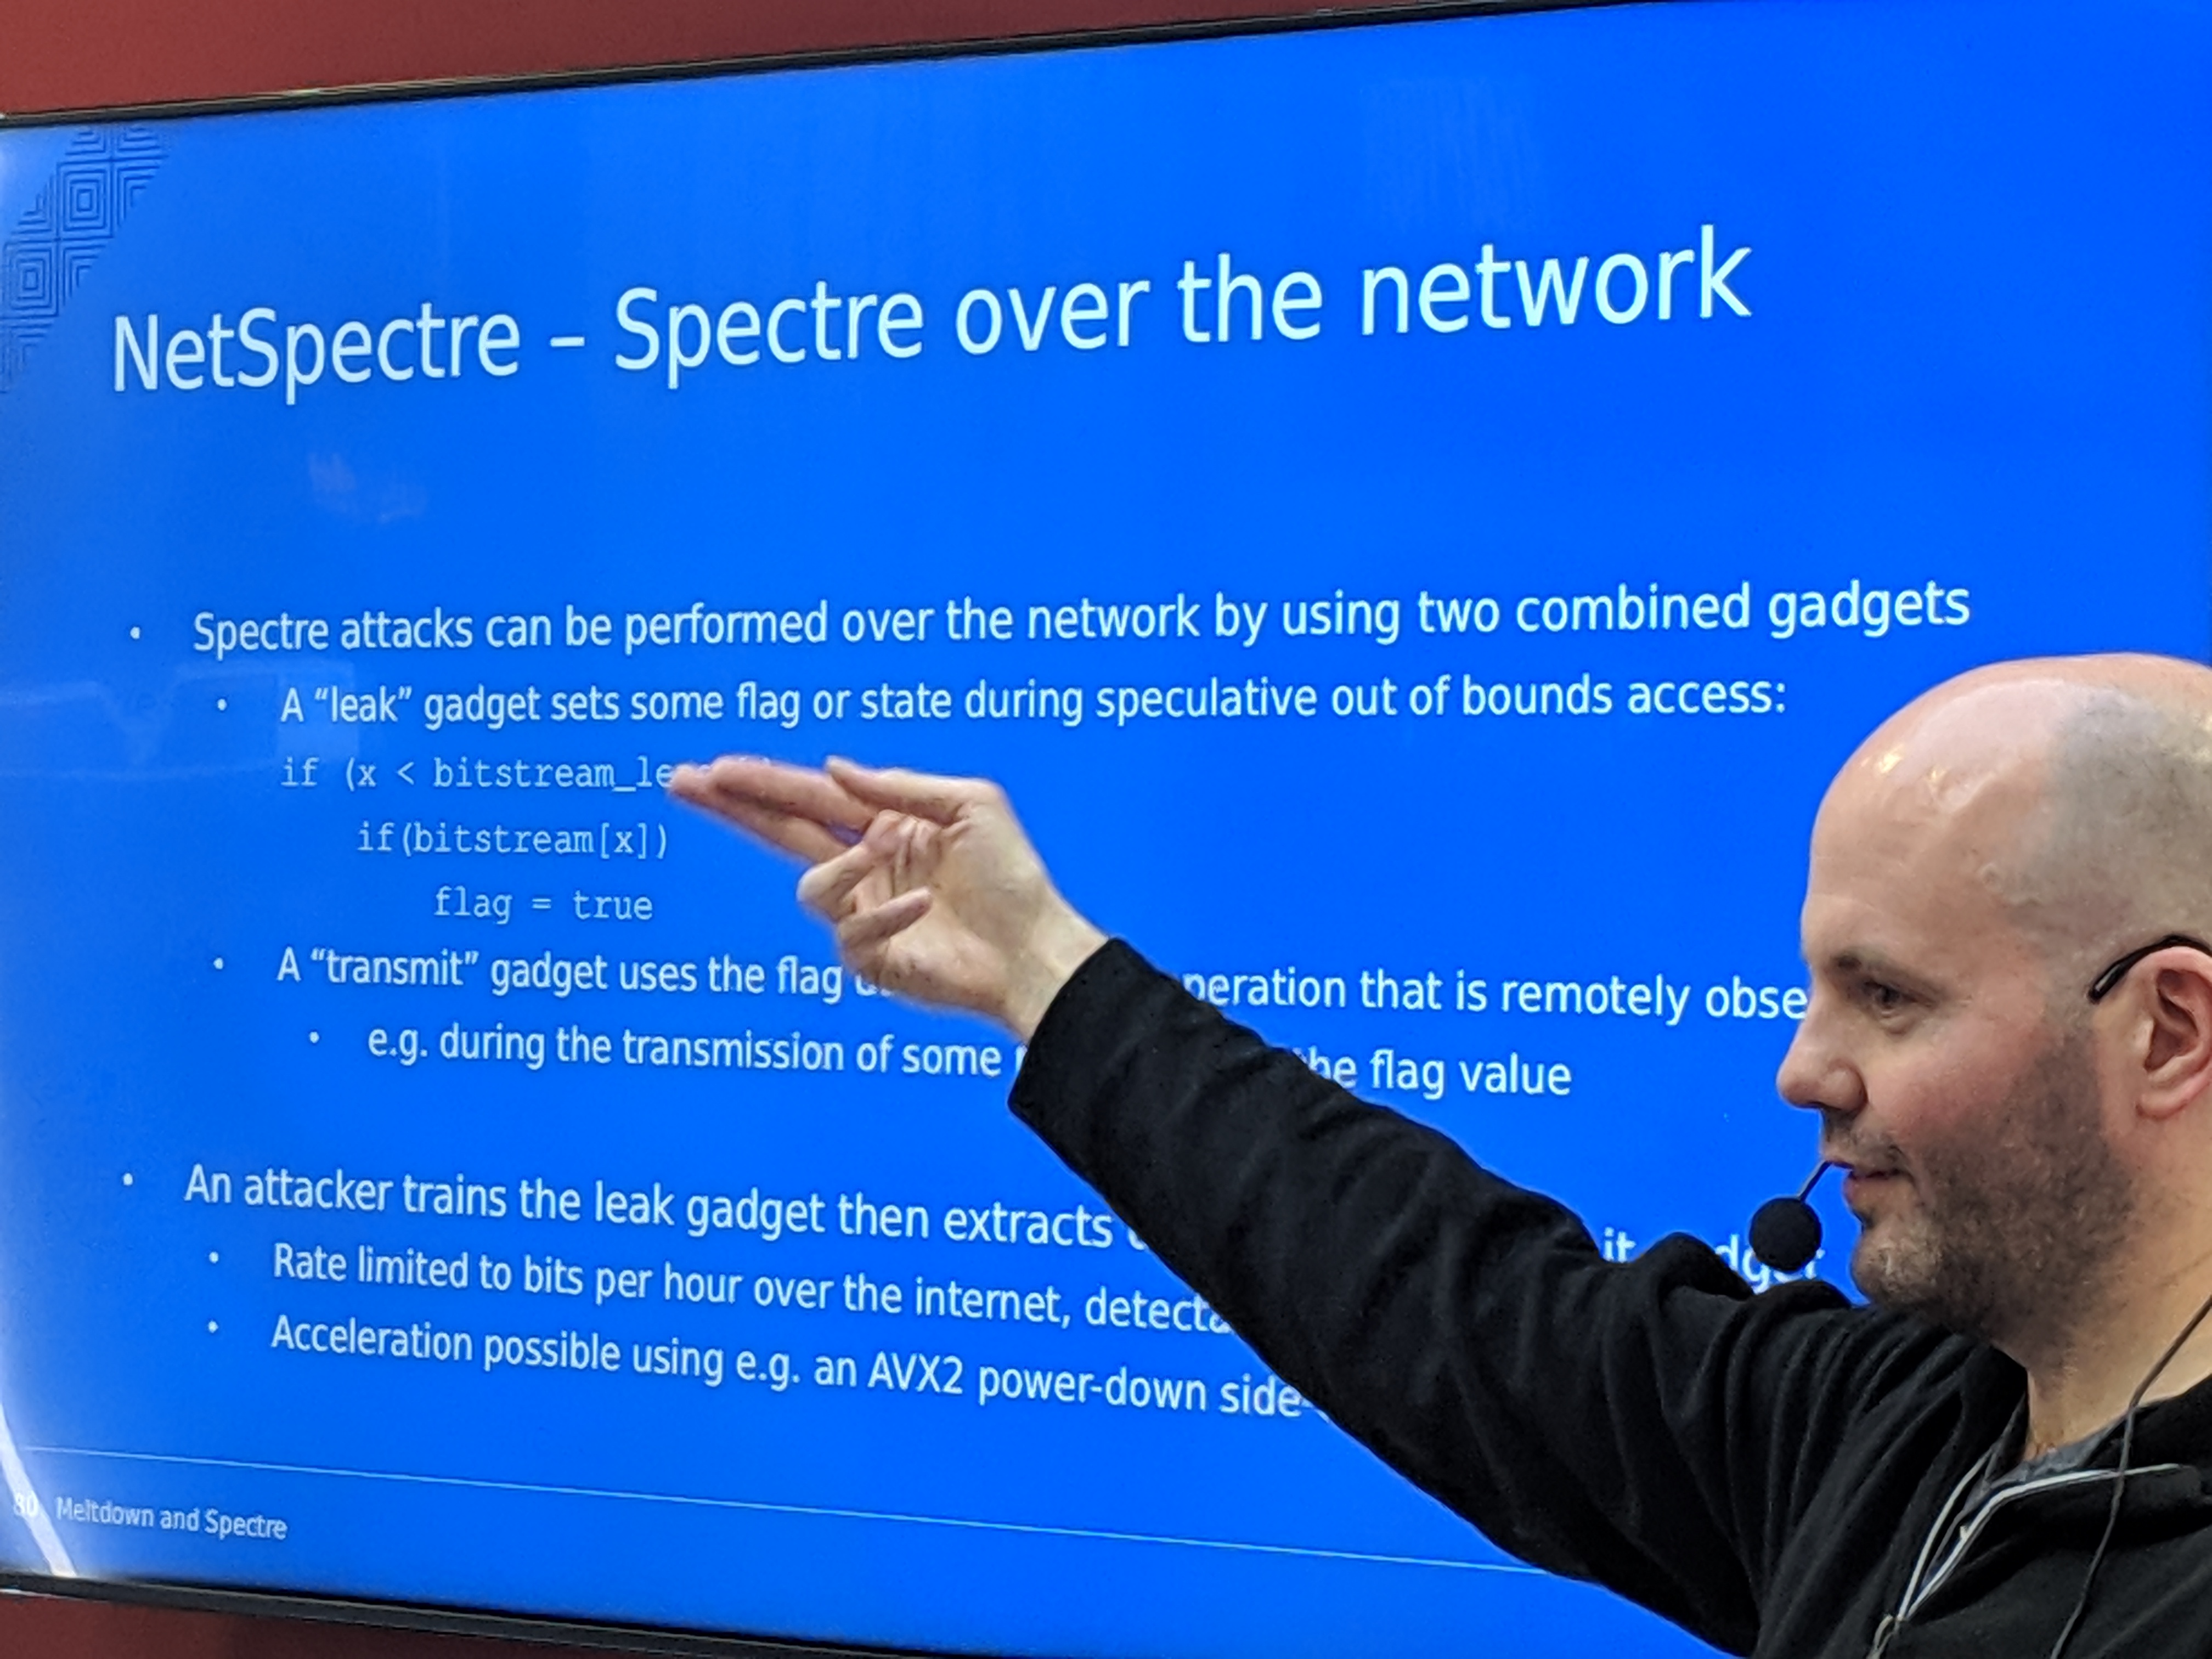 NetSpectre – Spectre over the network
• Spectre attacks can be performed over the network by using two combined gadgets
• A “leak” gadget sets some flag or state during speculative out of bounds access:
if (x < bitstream_le
if(bitstream[x])
flag = true
• A “transmit” gadget uses the flag that is remotely
• e.g. during the transmission of some flag value
• An attacker trains the leak gadget then extracts
• Rate limited to bits per hour over the internet,
• Acceleration possible using e.g. an AVX2 power-down side-
80 Meltdown and Spectre